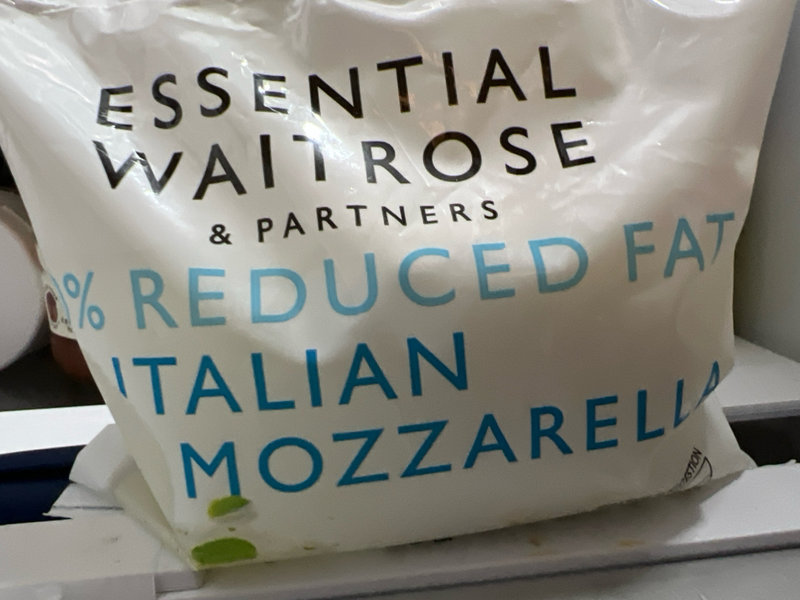 ESSENTIAL
WAITROSE
& PARTNERS
% REDUCED FAT
ITALIAN
MOZZARELLA